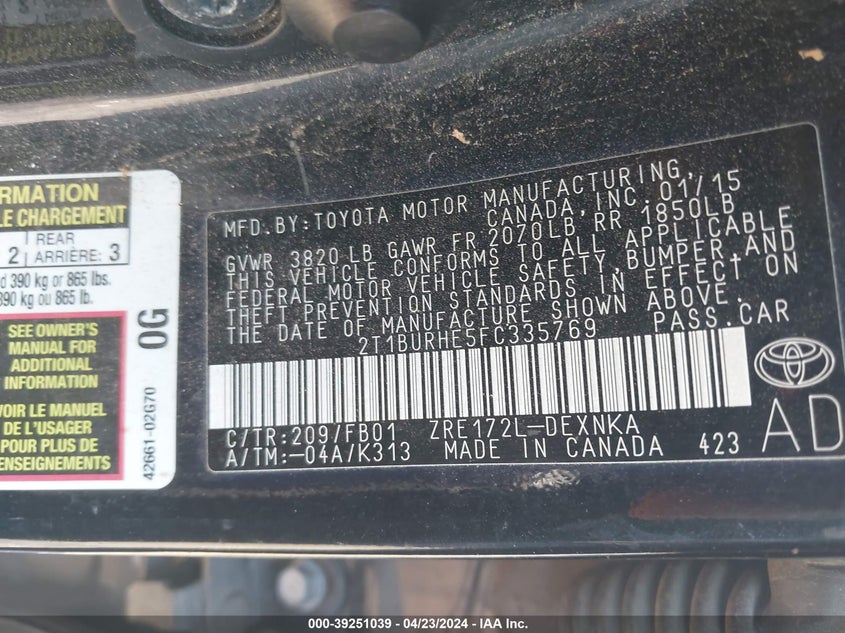 RMATION
LE CHARGEMENT
2 REAR
ARRIÈRE: 3
d 390 kg or 865 lbs.
390 kg ou 865 lb.
SEE OWNER'S
MANUAL FOR
ADDITIONAL
INFORMATION
VOIR LE MANUEL
DE L'USAGER
POUR PLUS DE
RENSEIGNEMENTS
0G
42661-02G70
MFD. BY: TOYOTA MOTOR MANUFACTURING,
CANADA, INC. 01/15
GVWR 3820 LB GAWR FR 2070LB, RR 1850LB
THIS VEHICLE CONFORMS TO ALL APPLICABLE
FEDERAL MOTOR VEHICLE SAFETY, BUMPER, AND
THEFT PREVENTION STANDARDS IN EFFECT ON
THE DATE OF MANUFACTURE SHOWN ABOVE.
2T1BURHE5FC335769 PASS. CAR
C/TR: 209/FB01 ZRE172L-DEXNKA
A/TM: -04A/K313 MADE IN CANADA 423
AD
000-39251039 - 04/23/2024 - IAA Inc.